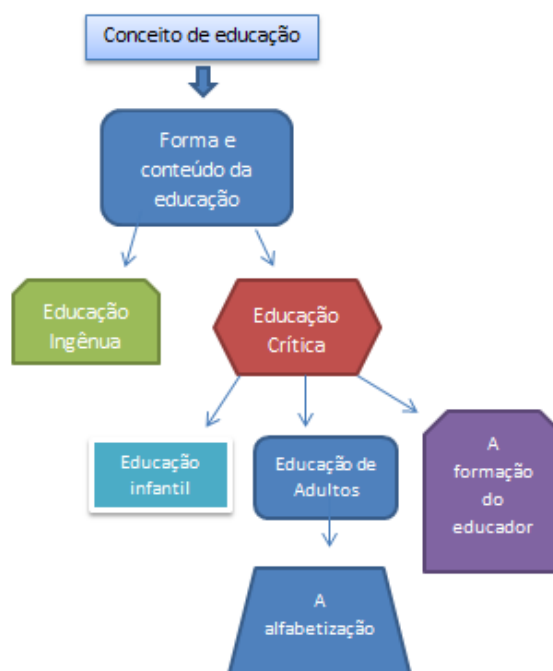 Conceito de educação
Forma e
conteúdo da
educação
Educação
Ingênua
Educação
Crítica
Educação
infantil
Educação de
Adultos
A
formação
do
educador
A
alfabetização